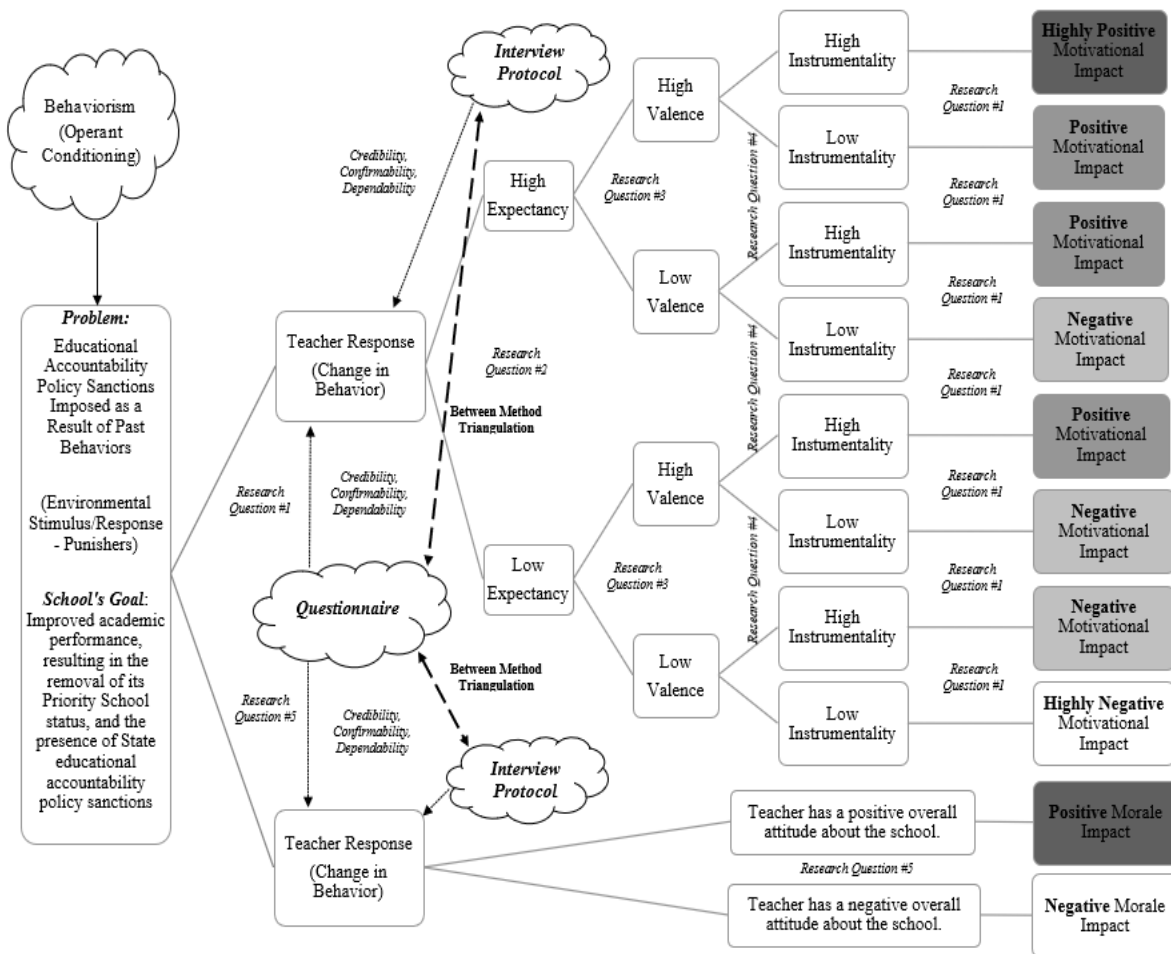 Behaviorism
(Operant
Conditioning)
Problem:
Educational
Accountability
Policy Sanctions
Imposed as a
Result of Past
Behaviors
(Environmental
Stimulus/Response
- Punishers)
School's Goal:
Improved academic
performance,
resulting in the
removal of its
Priority School
status, and the
presence of State
educational
accountability
policy sanctions
Interview
Protocol
Credibility,
Confirmability,
Dependability
Teacher Response
(Change in
Behavior)
Research
Question #1
Credibility,
Confirmability,
Dependability
Questionnaire
Research
Question #5
Credibility,
Confirmability,
Dependability
Between Method
Triangulation
Between Method
Triangulation
Interview
Protocol
Teacher Response
(Change in
Behavior)
Research
Question #2
High
Expectancy
Low
Expectancy
Research
Question #3
Research
Question #3
High
Valence
Low
Valence
High
Valence
Low
Valence
Research Question #4
Research Question #4
Research Question #4
High
Instrumentality
Low
Instrumentality
High
Instrumentality
Low
Instrumentality
High
Instumentality
Low
Instrumentality
High
Instrumentality
Low
Instrumentality
Research
Question #1
Research
Question #1
Research
Question #1
Research
Question #1
Research
Question #1
Research
Question #1
Research
Question #1
Highly Positive
Motivational
Impact
Positive
Motivational
Impact
Positive
Motivational
Impact
Negative
Motivational
Impact
Positive
Motivational
Impact
Negative
Motivational
Impact
Negative
Motivational
Impact
Highly Negative
Motivational
Impact
Teacher has a positive overall
attitude about the school.
Research Question #5
Teacher has a negative overall
attitude about the school.
Positive Morale
Impact
Negative Morale
Impact